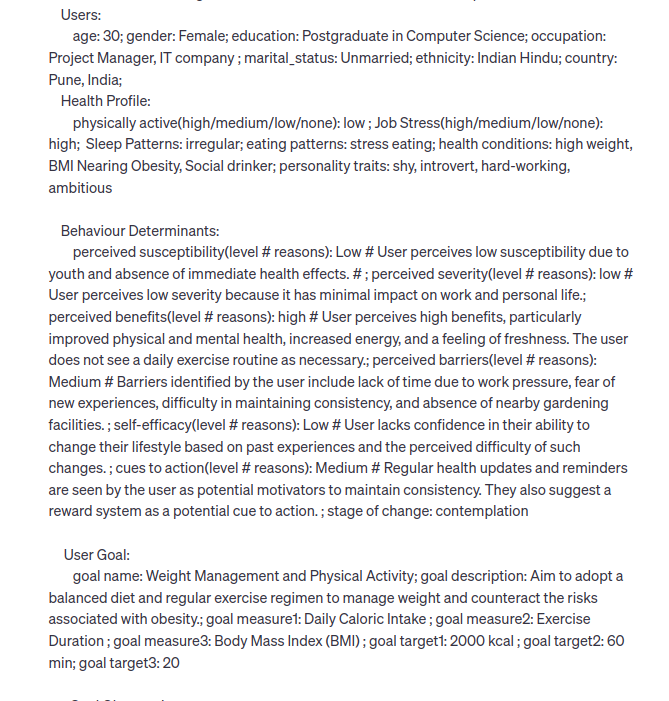 Users:
age: 30; gender: Female; education: Postgraduate in Computer Science; occupation:
Project Manager, IT company ; marital_status: Unmarried; ethnicity: Indian Hindu; country:
Pune, India;
Health Profile:
physically active(high/medium/low/none): low ; Job Stress(high/medium/low/none):
high; Sleep Patterns: irregular; eating patterns: stress eating; health conditions: high weight,
BMI Nearing Obesity, Social drinker; personality traits: shy, introvert, hard-working,
ambitious
Behaviour Determinants:
perceived susceptibility(level # reasons): Low # User perceives low susceptibility due to
youth and absence of immediate health effects. # ; perceived severity(level # reasons): low #
User perceives low severity because it has minimal impact on work and personal life.;
perceived benefits(level # reasons): high # User perceives high benefits, particularly
improved physical and mental health, increased energy, and a feeling of freshness. The user
does not see a daily exercise routine as necessary.; perceived barriers(level # reasons):
Medium # Barriers identified by the user include lack of time due to work pressure, fear of
new experiences, difficulty in maintaining consistency, and absence of nearby gardening
facilities. ; self-efficacy(level # reasons): Low # User lacks confidence in their ability to
change their lifestyle based on past experiences and the perceived difficulty of such
changes. ; cues to action(level # reasons): Medium # Regular health updates and reminders
are seen by the user as potential motivators to maintain consistency. They also suggest a
reward system as a potential cue to action. ; stage of change: contemplation
User Goal:
goal name: Weight Management and Physical Activity; goal description: Aim to adopt a
balanced diet and regular exercise regimen to manage weight and counteract the risks
associated with obesity.; goal measure1: Daily Caloric Intake ; goal measure2: Exercise
Duration ; goal measure3: Body Mass Index (BMI) ; goal target1: 2000 kcal ; goal target2: 60
min; goal target3: 20